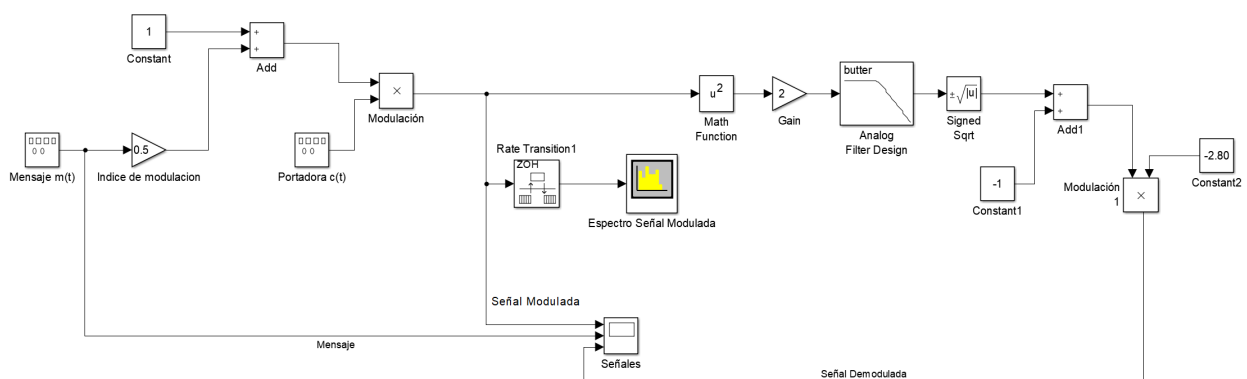 1
Constant
+
+
Add
×
Modulación
Mensaje m(t)
0.5
Indice de modulacion
Portadora c(t)
Rate Transition1
ZOH
Espectro Señal Modulada
u²
Math
Function
2
Gain
butter
Analog
Filter Design
±√|u|
Signed
Sqrt
+
+
Add1
-1
Constant1
Modulación
1
×
-2.80
Constant2
Señal Modulada
Mensaje
Señales
Señal Demodulada